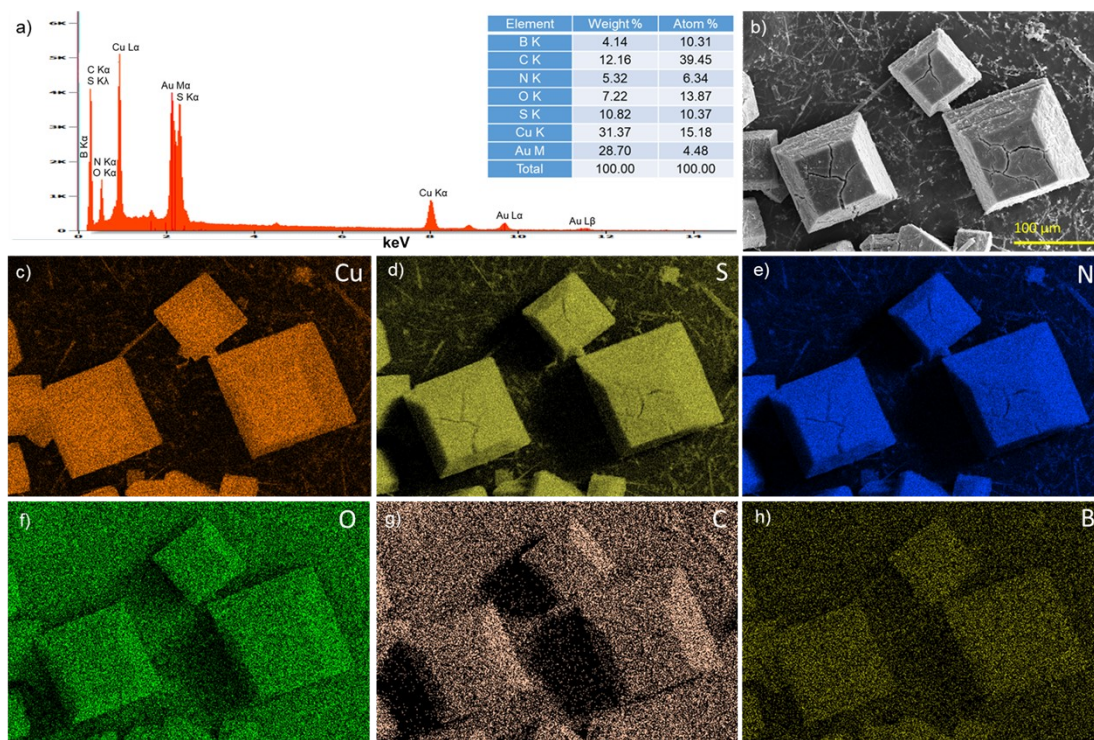 a)
6K
5K
4K
3K
2K
1K
0K
0
2
4
6
8.0
10
12
14
keV
B Kα
C Kα
S Kλ
N Kα
O Kα
Cu Lα
Au Mα
S Kα
Cu Kα
Au Lα
Au Lβ
Element Weight % Atom %
B K 4.14 10.31
C K 12.16 39.45
N K 5.32 6.34
O K 7.22 13.87
S K 10.82 10.37
Cu K 31.37 15.18
Au M 28.70 4.48
Total 100.00 100.00
b)
100 μm
c) Cu
d) S
e) N
f) O
g) C
h) B